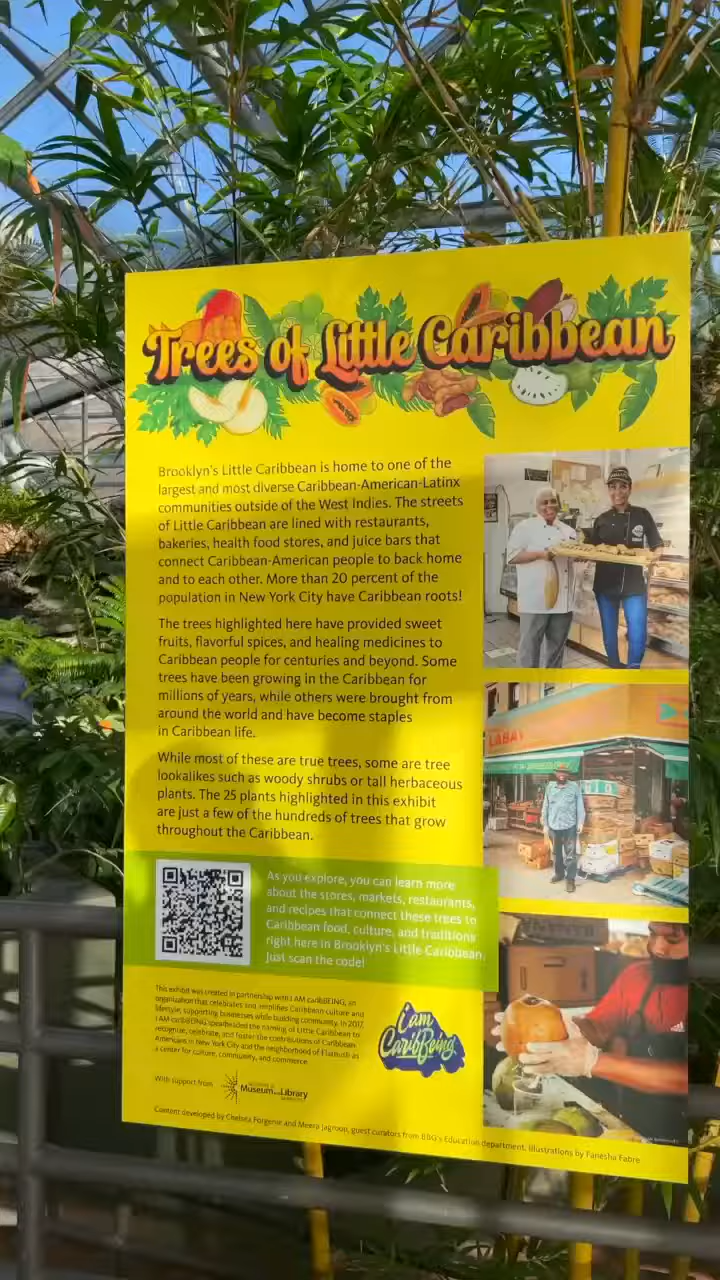 Trees of Little Caribbean
Brooklyn's Little Caribbean is home to one of the
largest and most diverse Caribbean-American-Latinx
communities outside of the West Indies. The streets
of Little Caribbean are lined with restaurants,
bakeries, health food stores, and juice bars that
connect Caribbean-American people to back home
and to each other. More than 20 percent of the
population in New York City have Caribbean roots!
The trees highlighted here have provided sweet
fruits, flavorful spices, and healing medicines to
Caribbean people for centuries and beyond. Some
trees have been growing in the Caribbean for
millions of years, while others were brought from
around the world and have become staples
in Caribbean life.
While most of these are true trees, some are tree
lookalikes such as woody shrubs or tall herbaceous
plants. The 25 plants highlighted in this exhibit
are just a few of the hundreds of trees that grow
throughout the Caribbean.
LABA
As you explore, you can learn more
about the stores, markets, restaurants,
and recipes that connect these trees to
Caribbean food, culture, and traditions
right here in Brooklyn's Little Caribbean.
Just scan the code!
This exhibit was created in partnership with I AM caribBEING, an
organization that celebrates and amplifies Caribbean culture and
lifestyle, supporting businesses while building community. In 2017,
I AM caribBEING spearheaded the naming of Little Caribbean to
recognize, celebrate, and foster the contributions of Caribbean
Americans in New York City and the neighborhood of Flatbush as
a center for culture, community, and commerce.
i am
CaribBeing
With support from
Museum and Library
Content developed by Chelsea Forgenie and Meera Jagroop, guest curators from BBG's Education department. Illustrations by Fanesha Fabre